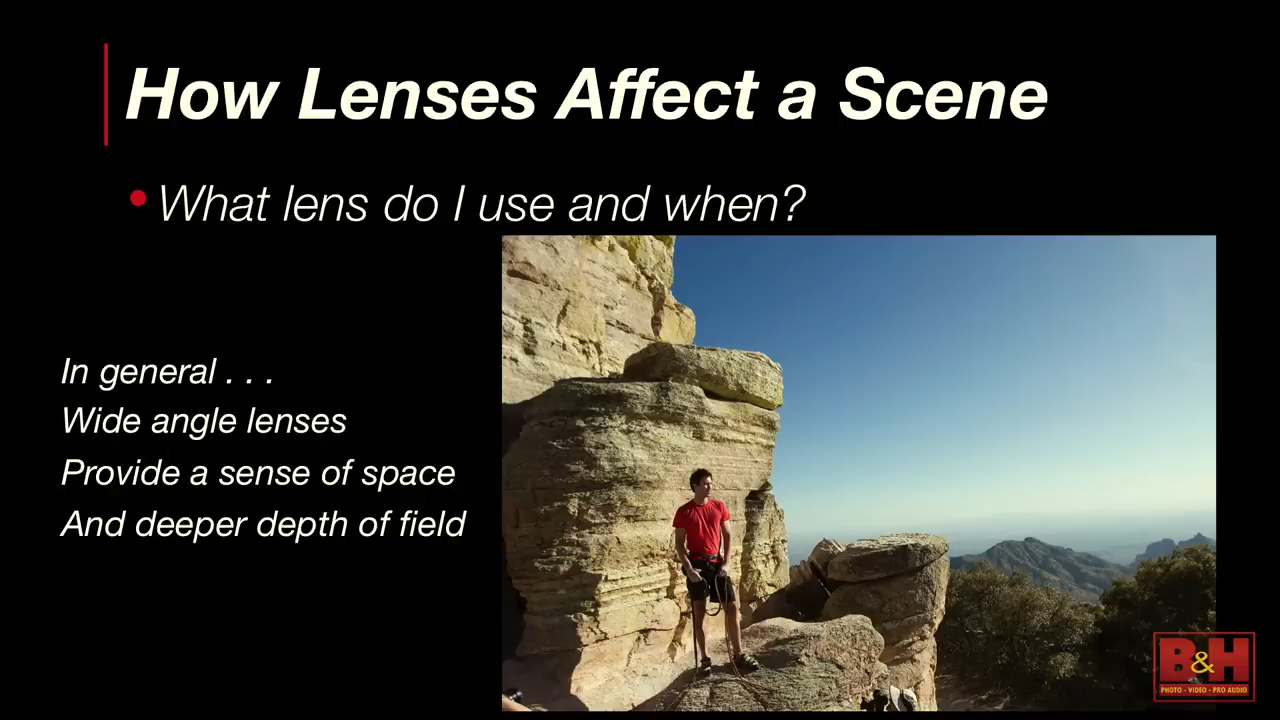 How Lenses Affect a Scene
• What lens do I use and when?
In general . . .
Wide angle lenses
Provide a sense of space
And deeper depth of field
B&H
PHOTO - VIDEO - PRO AUDIO